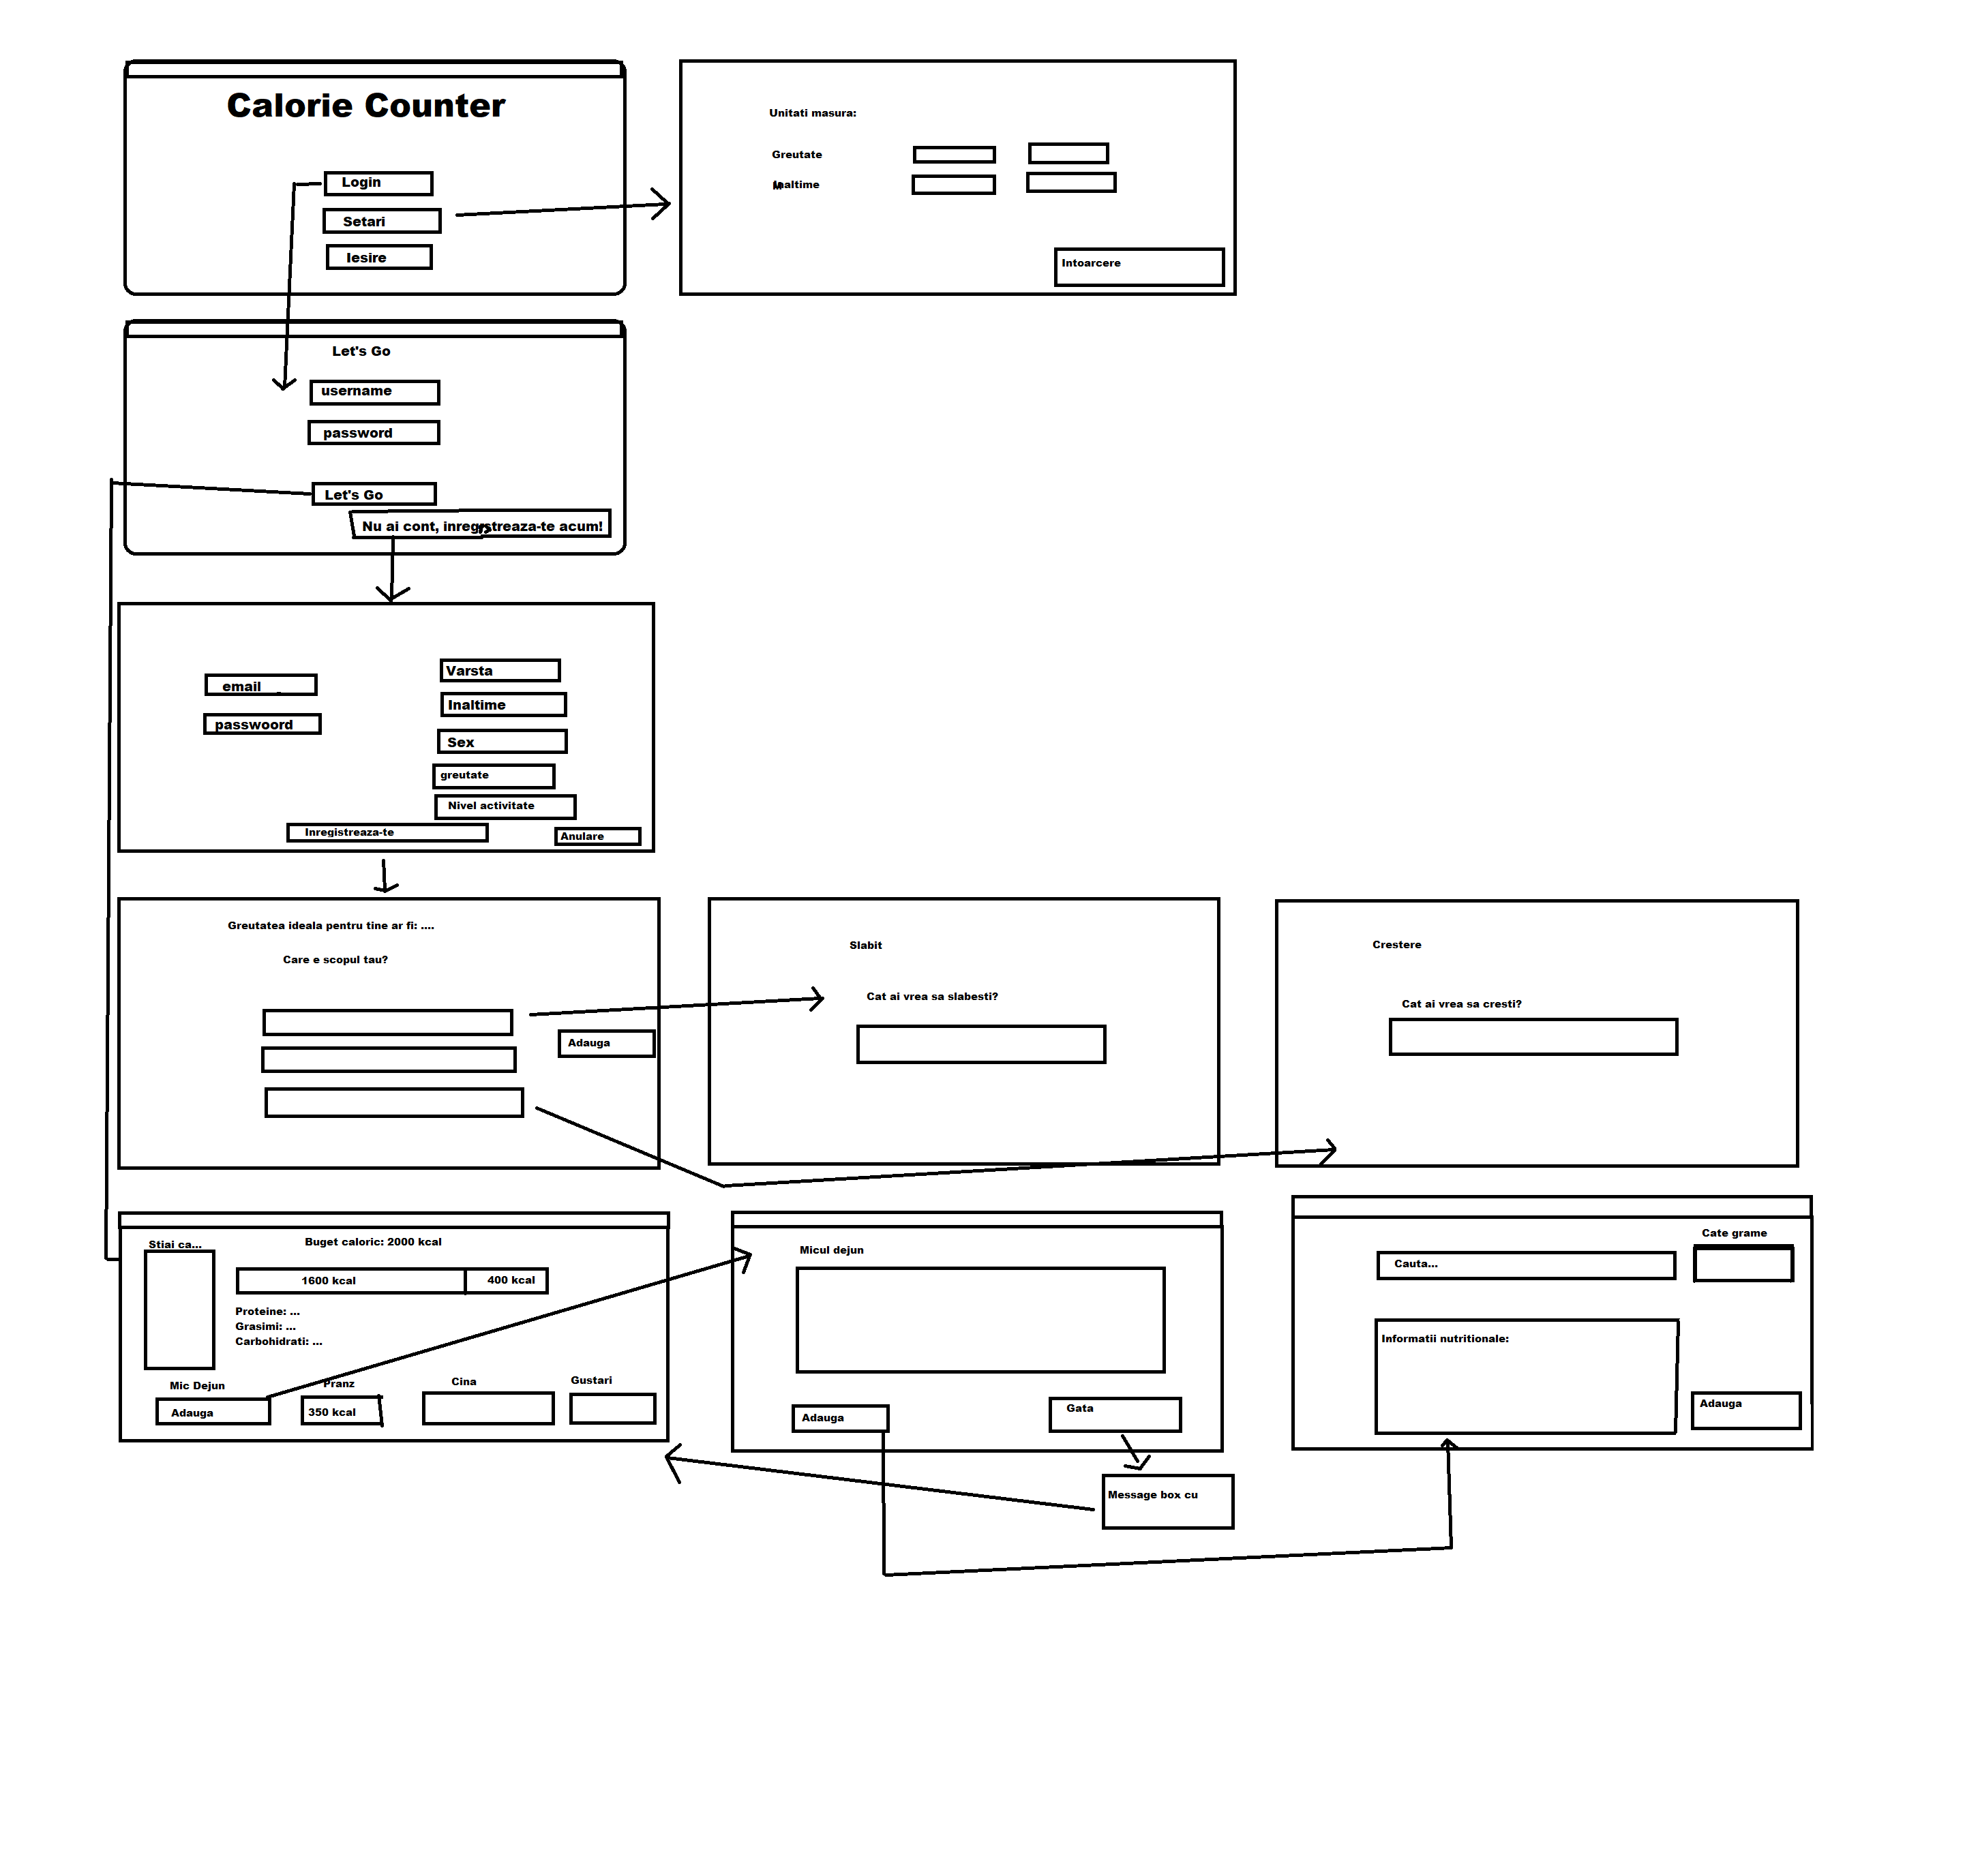 Calorie Counter
Login
Setari
Iesire
Unitati masura:
Greutate
Inaltime
Intoarcere
Let's Go
username
password
Let's Go
Nu ai cont, inregistreaza-te acum!
email
passwoord
Varsta
Inaltime
Sex
greutate
Nivel activitate
Inregistreaza-te
Anulare
Greutatea ideala pentru tine ar fi: ....
Care e scopul tau?
Adauga
Slabit
Cat ai vrea sa slabesti?
Crestere
Cat ai vrea sa cresti?
Stiai ca...
Buget caloric: 2000 kcal
1600 kcal
400 kcal
Proteine: ...
Grasimi: ...
Carbohidrati: ...
Mic Dejun
Pranz
Cina
Gustari
Adauga
350 kcal
Micul dejun
Adauga
Gata
Message box cu
Cate grame
Cauta...
Informatii nutritionale:
Adauga